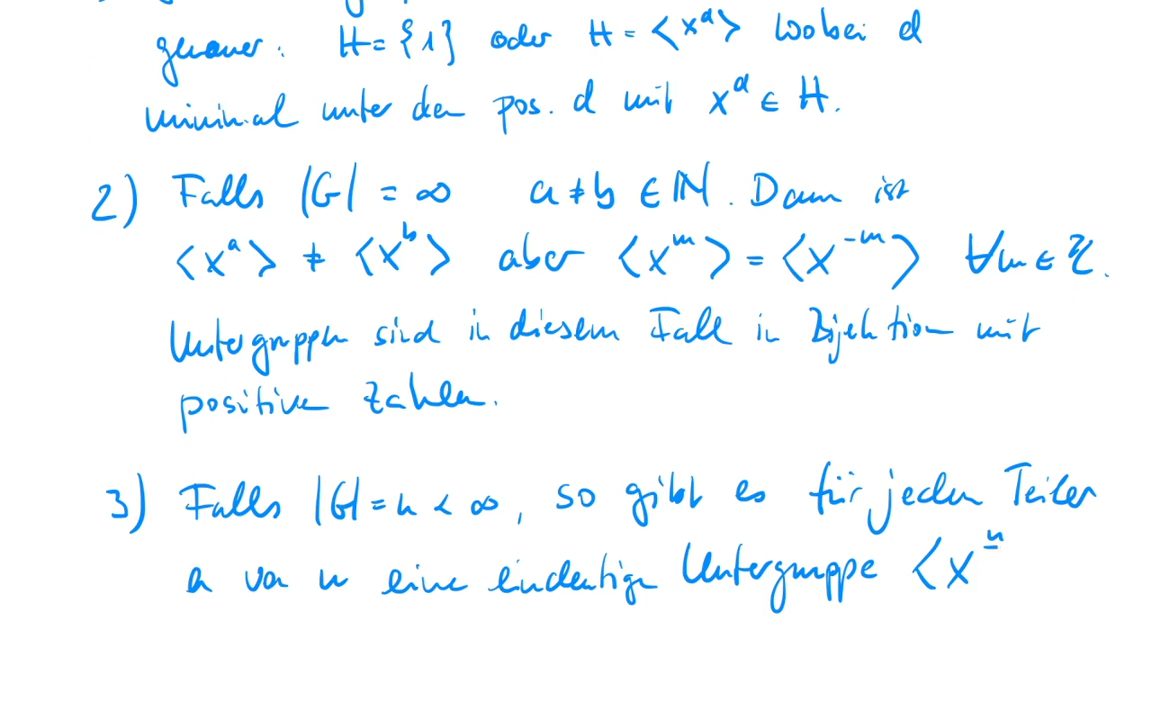 genauer: H = {1} oder H = <x^d> wobei d
minimal unter den pos. d mit x^d ∈ H.
2) Falls |G| = ∞ a ≠ b ∈ ℕ. Dann ist
<x^a> ≠ <x^b> aber <x^m> = <x^-m> ∀m ∈ ℤ.
Untergruppen sind in diesem Fall in Bijektion mit
positiven Zahlen.
3) Falls |G| = n < ∞, so gibt es für jeden Teiler
a von n eine eindeutige Untergruppe <x^n